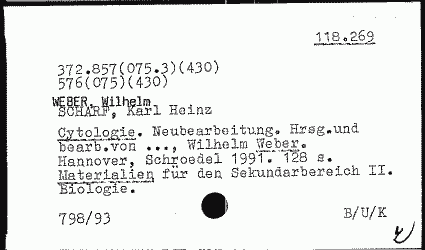 118.269
372.857(075.3)(430)
576(075)(430)
WEBER, Wilhelm
SCHARF, Karl Heinz
Cytologie. Neubearbeitung. Hrsg.und
bearb.von ..., Wilhelm Weber.
Hannover, Schroedel 1991. 128 s.
Materialien für den Sekundarbereich II.
Biologie.
798/93
B/U/K